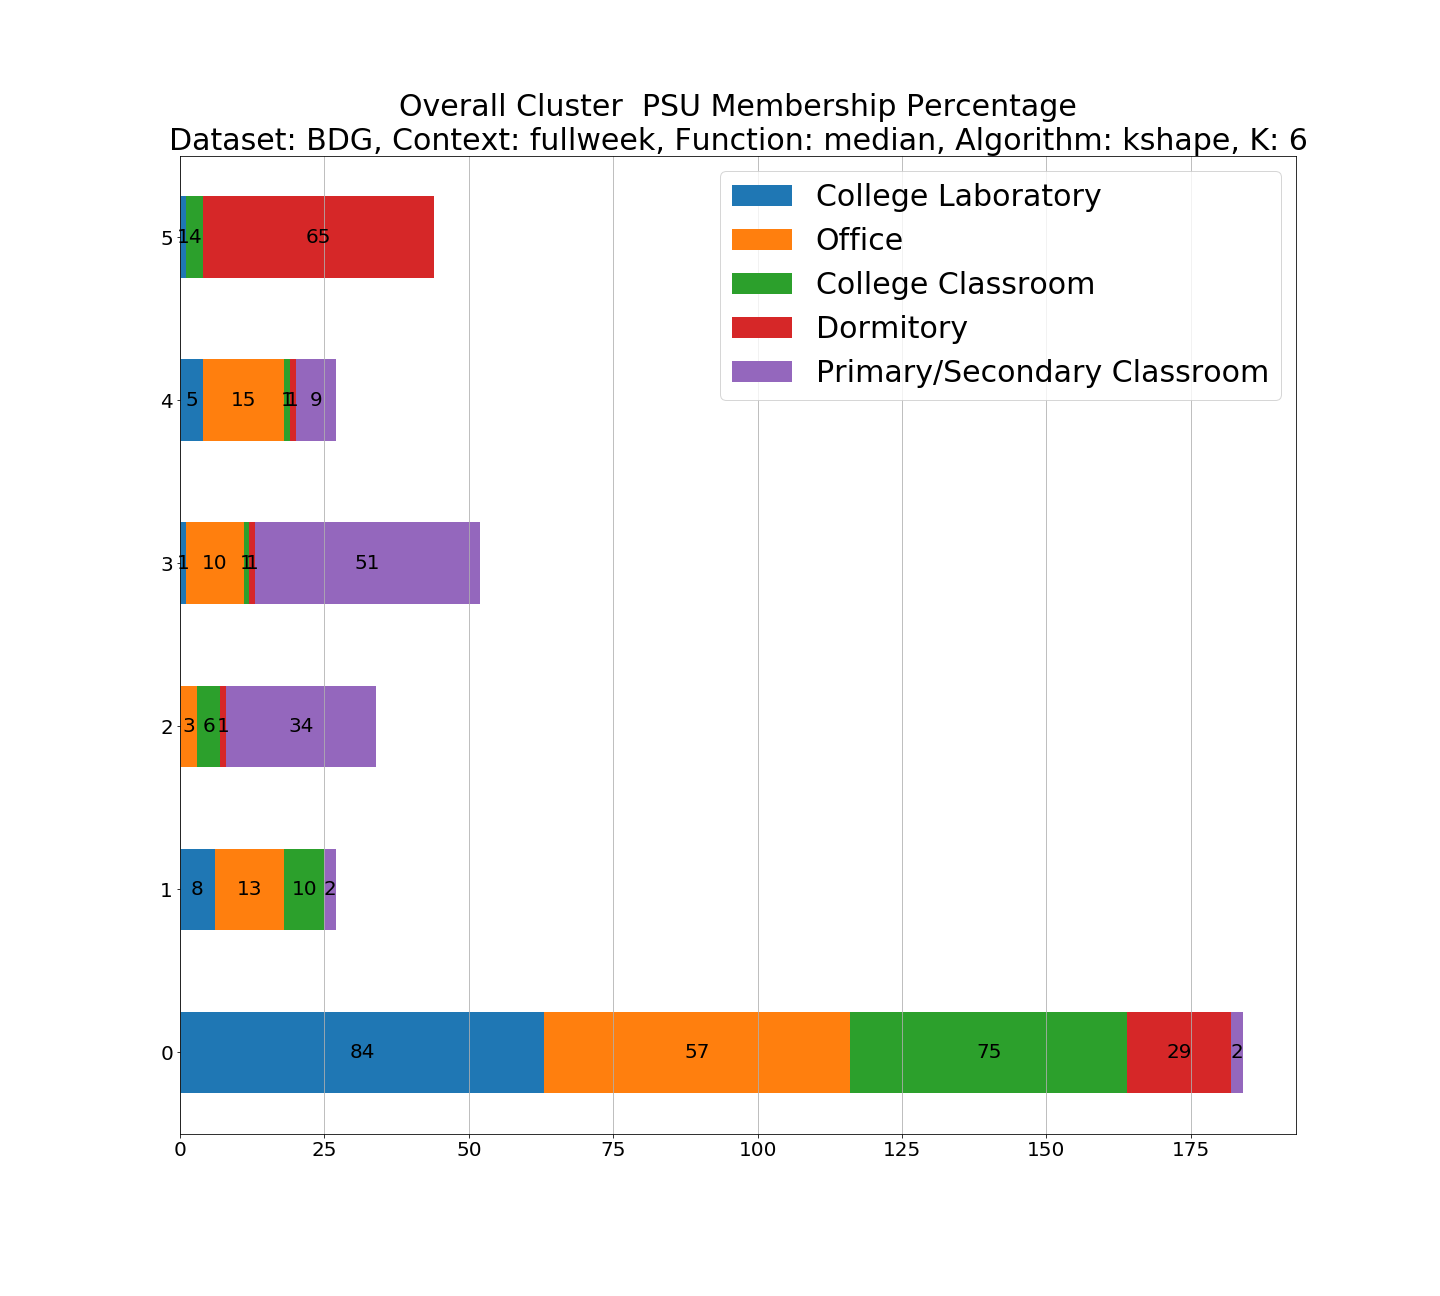 Overall Cluster  PSU Membership Percentage
Dataset: BDG, Context: fullweek, Function: median, Algorithm: kshape, K: 6
College Laboratory
Office
College Classroom
Dormitory
Primary/Secondary Classroom
5 1 4 65
4 5 15 1 1 9
3 1 10 1 1 51
2 3 6 1 34
1 8 13 10 2
0 84 57 75 29 2
0 25 50 75 100 125 150 175